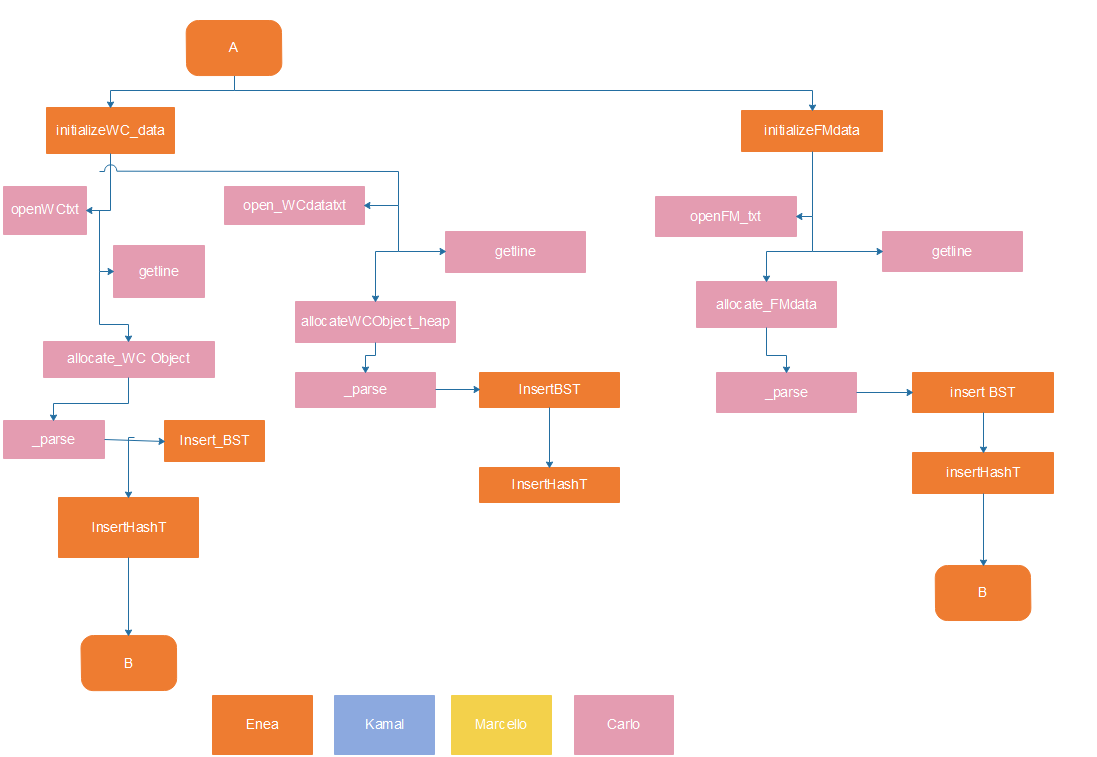 A
initializeWC_data
initializeFMdata
openWCtxt
open_WCdatatxt
openFM_txt
getline
getline
getline
allocate_WC Object
allocateWCObject_heap
allocate_FMdata
_parse
InsertBST
_parse
insert BST
_parse
Insert_BST
InsertHashT
insertHashT
InsertHashT
B
B
Enea
Kamal
Marcello
Carlo